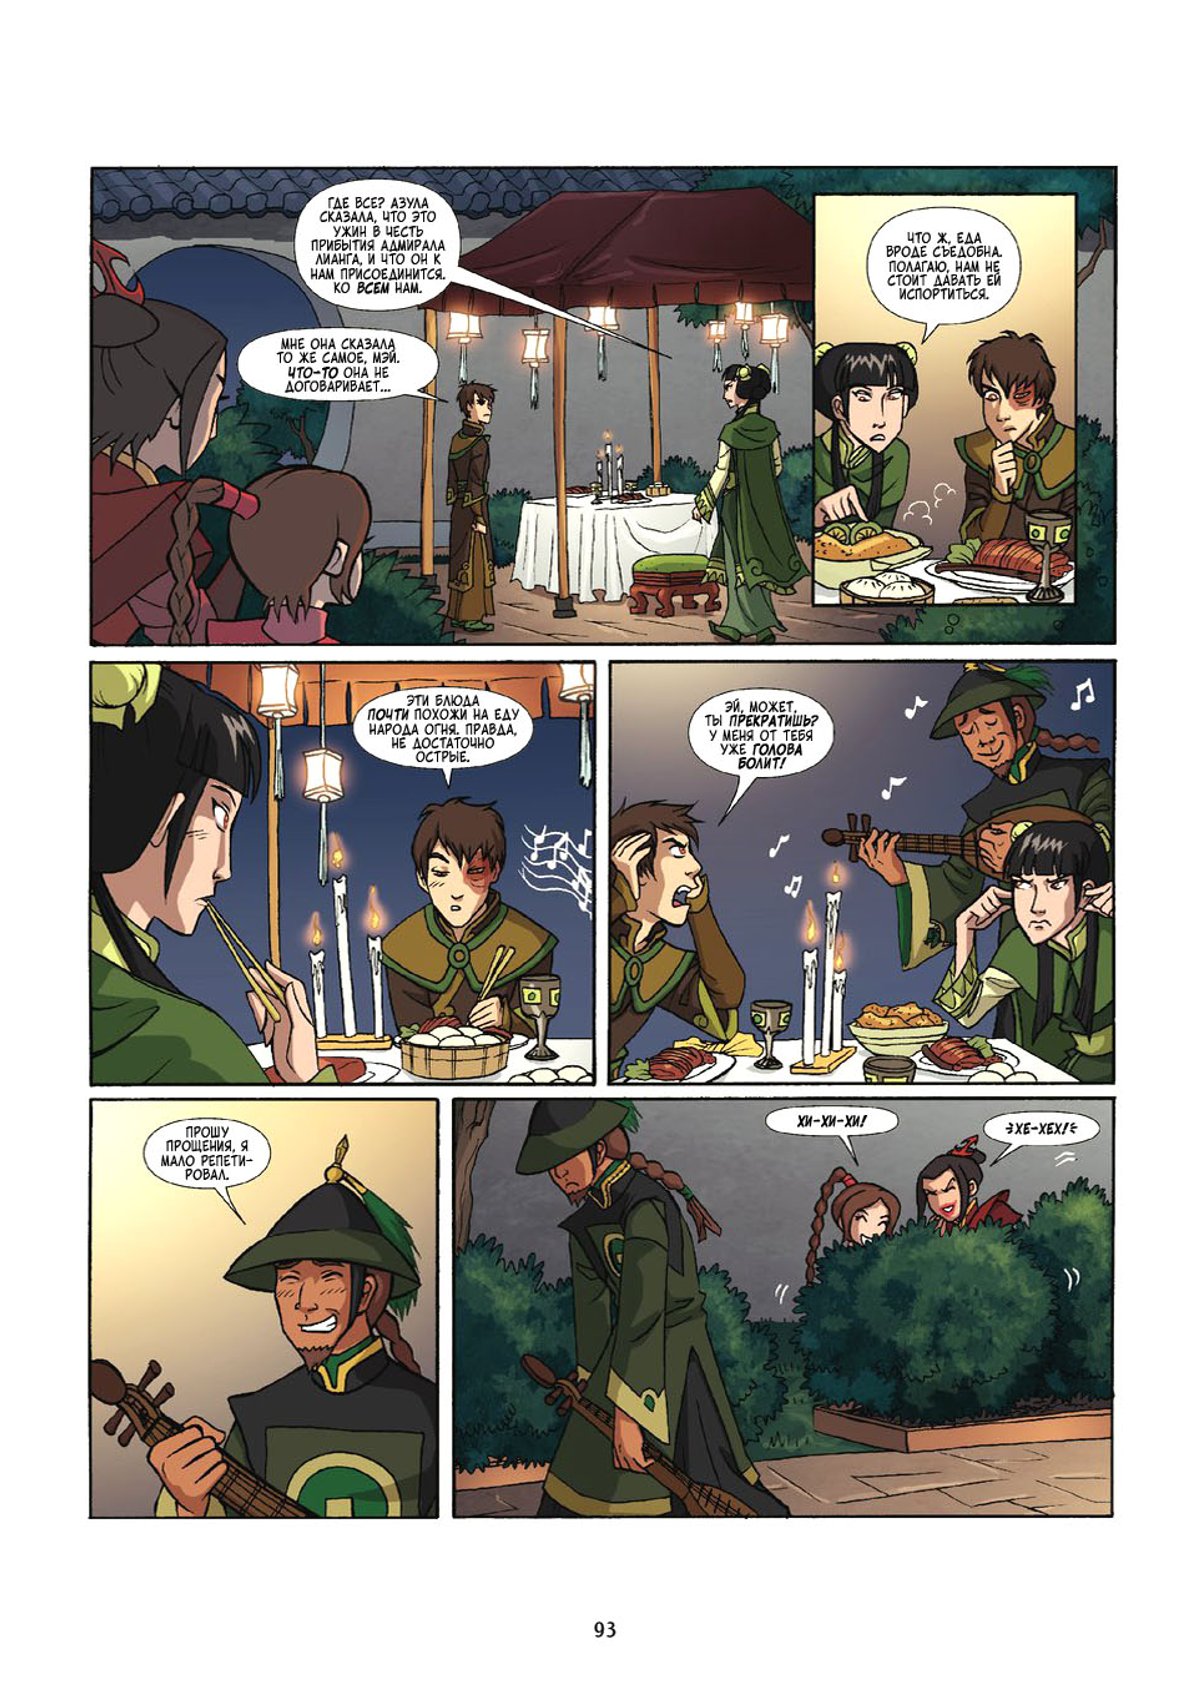 ГДЕ ВСЕ? АЗУЛА
СКАЗАЛА, ЧТО ЭТО
УЖИН В ЧЕСТЬ
ПРИБЫТИЯ АДМИРАЛА
ЛИАНГА, И ЧТО ОН К
НАМ ПРИСОЕДИНИТСЯ.
КО ВСЕМ НАМ.
МНЕ ОНА СКАЗАЛА
ТО ЖЕ САМОЕ, МЭЙ.
ЧТО-ТО ОНА НЕ
ДОГОВАРИВАЕТ...
ЧТО Ж, ЕДА
ВРОДЕ СЪЕДОБНА.
ПОЛАГАЮ, НАМ НЕ
СТОИТ ДАВАТЬ ЕЙ
ИСПОРТИТЬСЯ.
ЭТИ БЛЮДА
ПОЧТИ ПОХОЖИ НА ЕДУ
НАРОДА ОГНЯ. ПРАВДА,
НЕ ДОСТАТОЧНО
ОСТРЫЕ.
ЭЙ, МОЖЕТ,
ТЫ ПРЕКРАТИШЬ?
У МЕНЯ ОТ ТЕБЯ
УЖЕ ГОЛОВА
БОЛИТ!
ПРОШУ
ПРОЩЕНИЯ, Я
МАЛО РЕПЕТИ-
РОВАЛ.
ХИ-ХИ-ХИ!
ЭХЕ-ХЕХ!
93